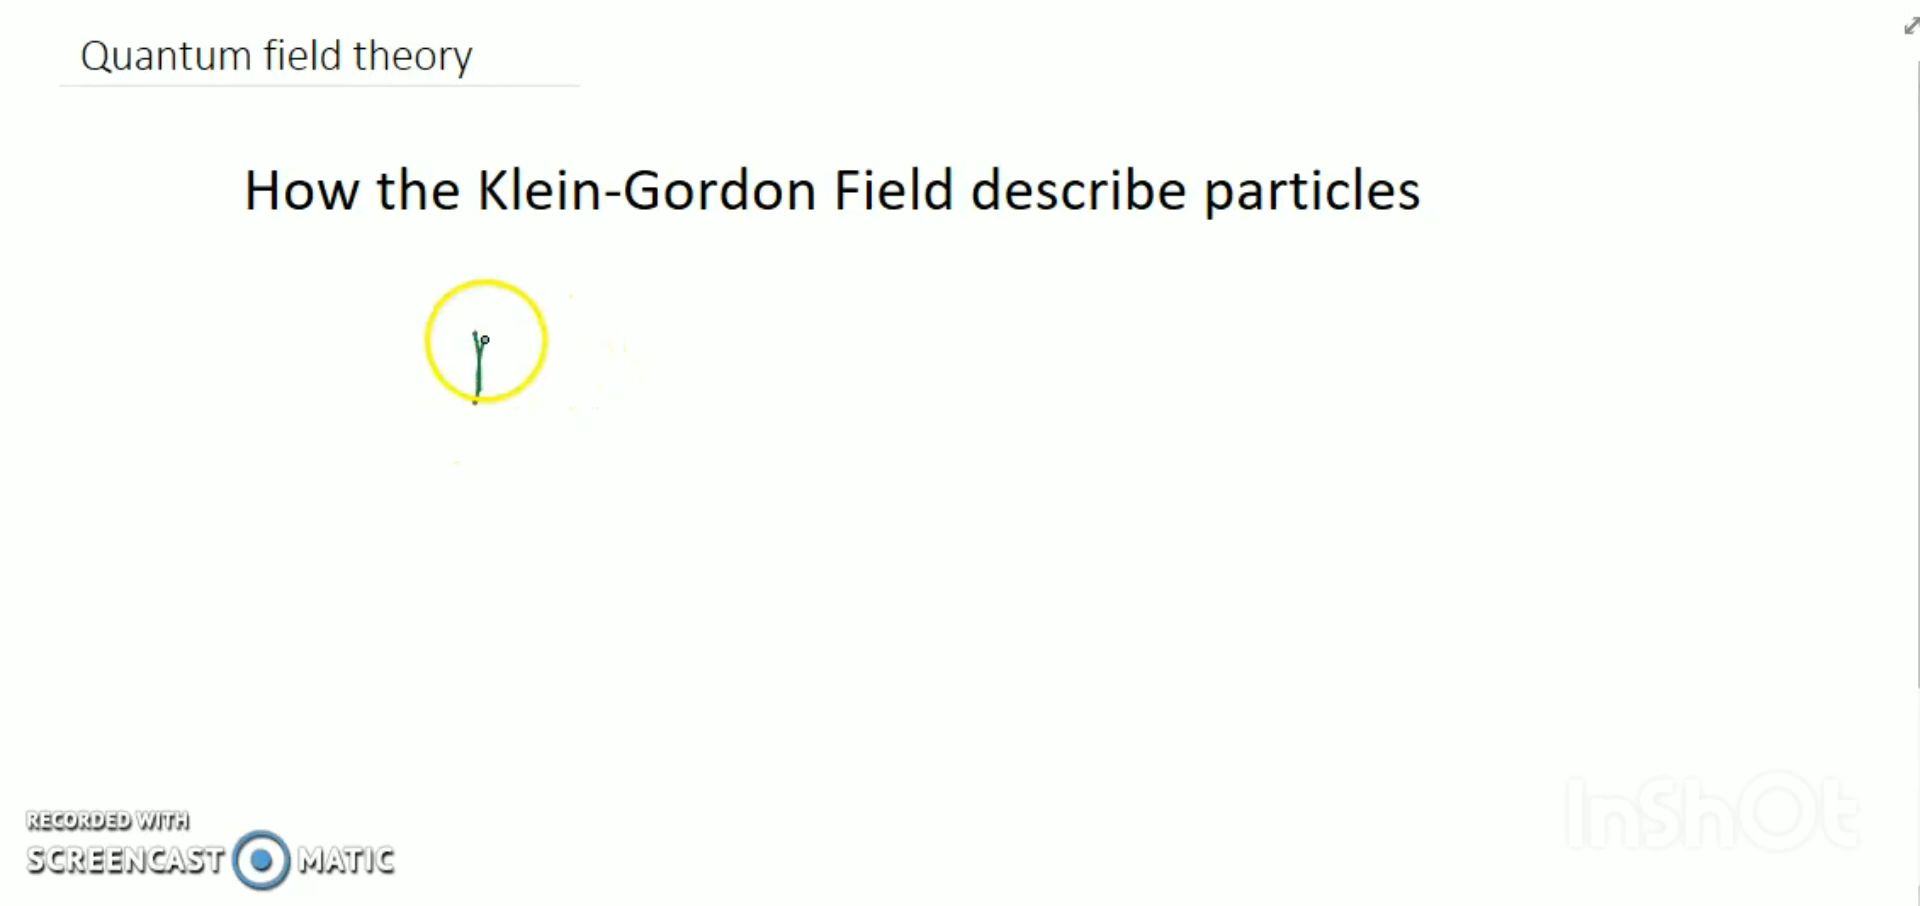 Quantum field theory
How the Klein-Gordon Field describe particles
RECORDED WITH
SCREENCAST MATIC
InShOt